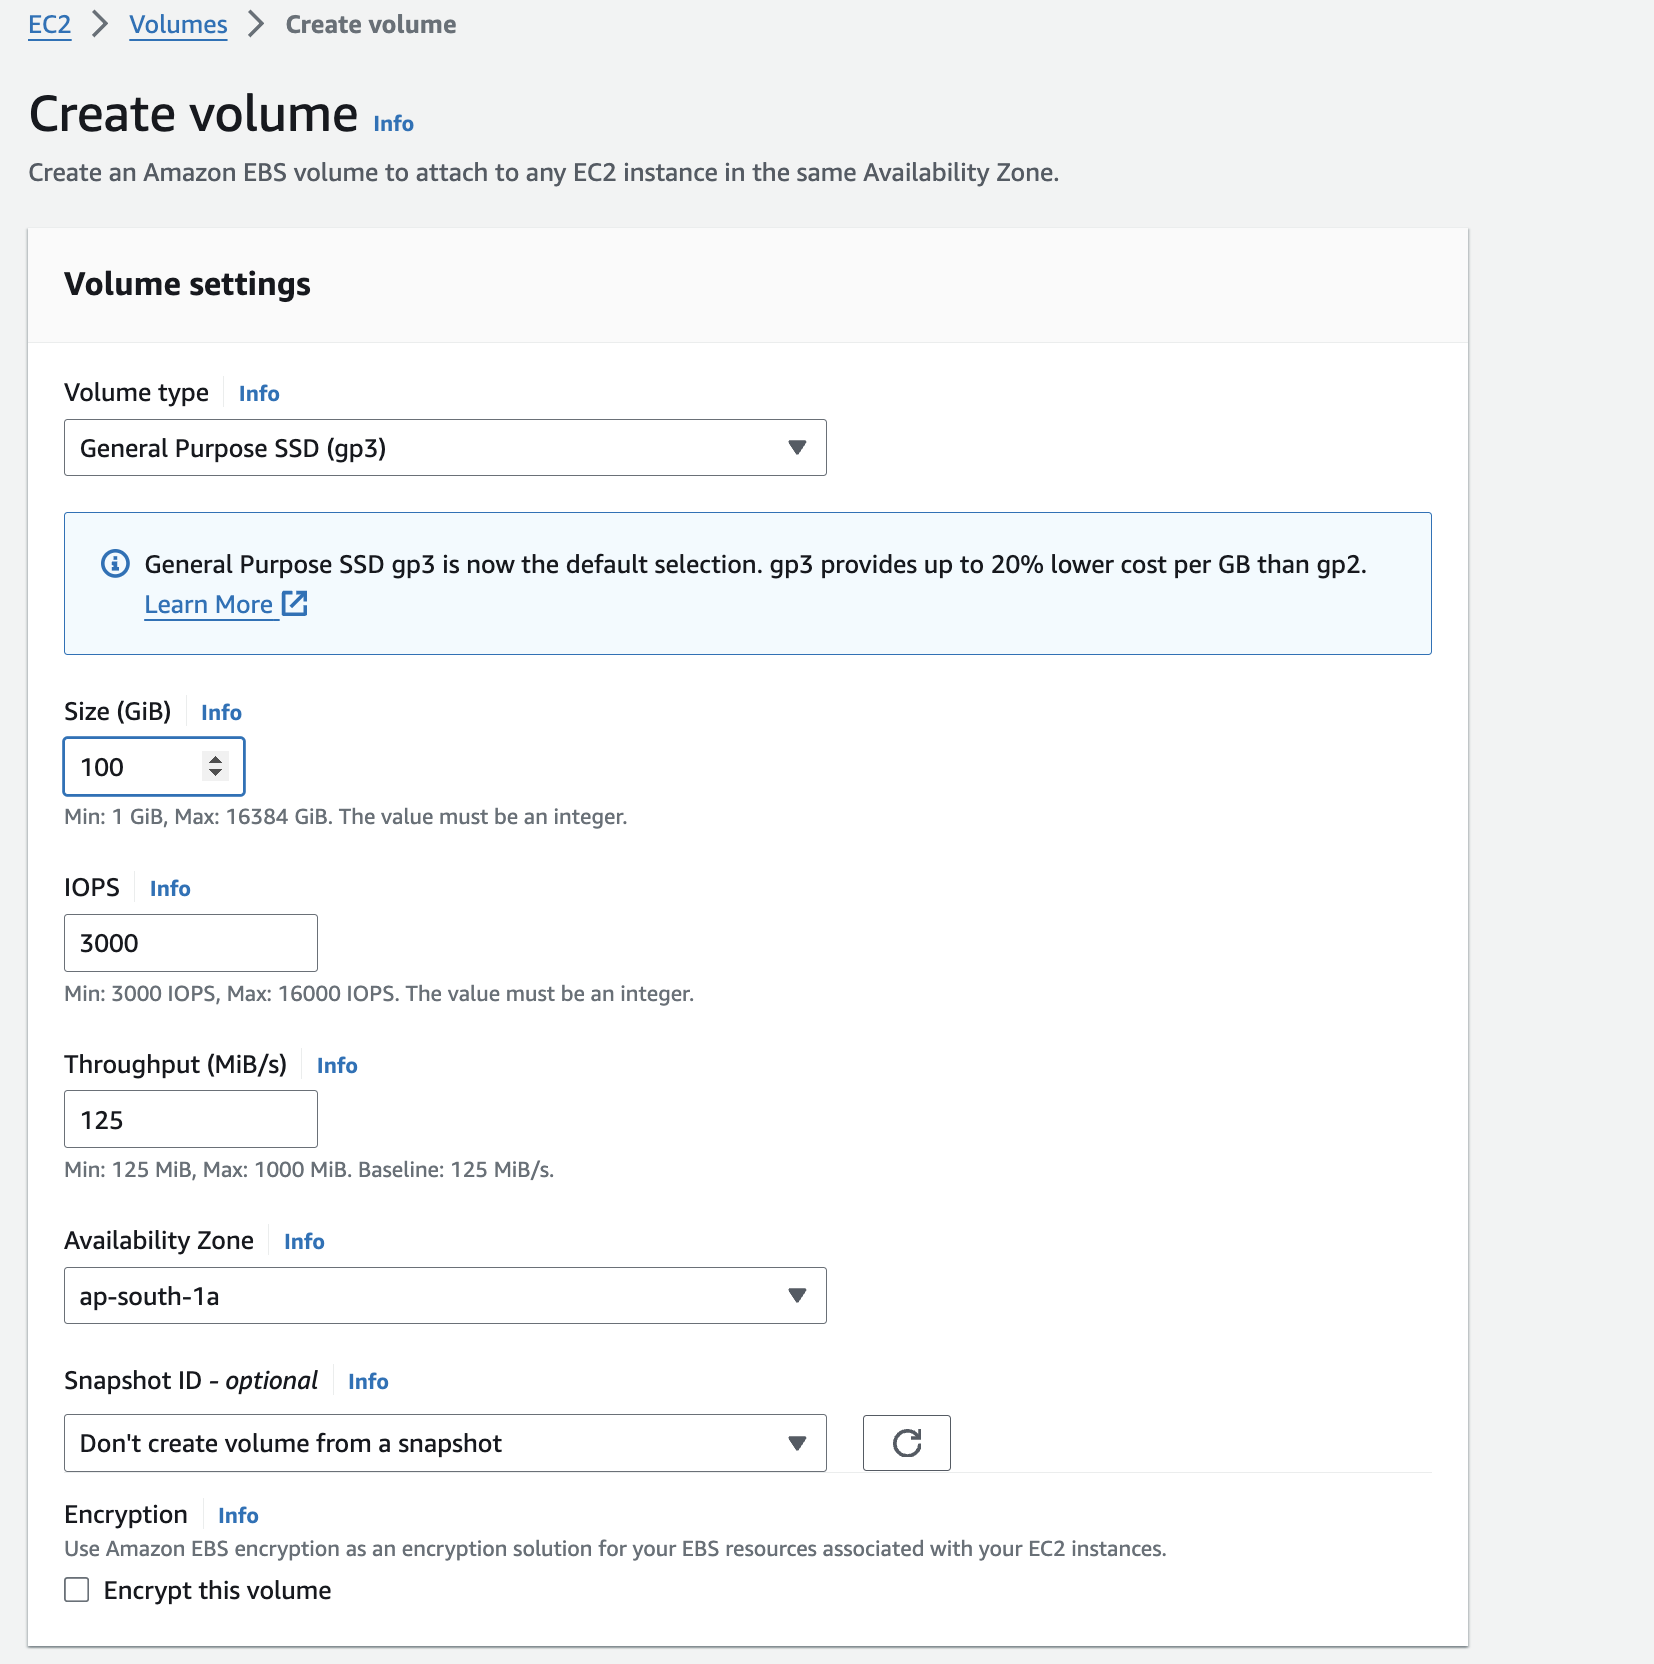 EC2 > Volumes > Create volume
Create volume Info
Create an Amazon EBS volume to attach to any EC2 instance in the same Availability Zone.
Volume settings
Volume type Info
General Purpose SSD (gp3)
General Purpose SSD gp3 is now the default selection. gp3 provides up to 20% lower cost per GB than gp2.
Learn More
Size (GiB) Info
100
Min: 1 GiB, Max: 16384 GiB. The value must be an integer.
IOPS Info
3000
Min: 3000 IOPS, Max: 16000 IOPS. The value must be an integer.
Throughput (MiB/s) Info
125
Min: 125 MiB, Max: 1000 MiB. Baseline: 125 MiB/s.
Availability Zone Info
ap-south-1a
Snapshot ID - optional Info
Don't create volume from a snapshot
Encryption Info
Use Amazon EBS encryption as an encryption solution for your EBS resources associated with your EC2 instances.
Encrypt this volume